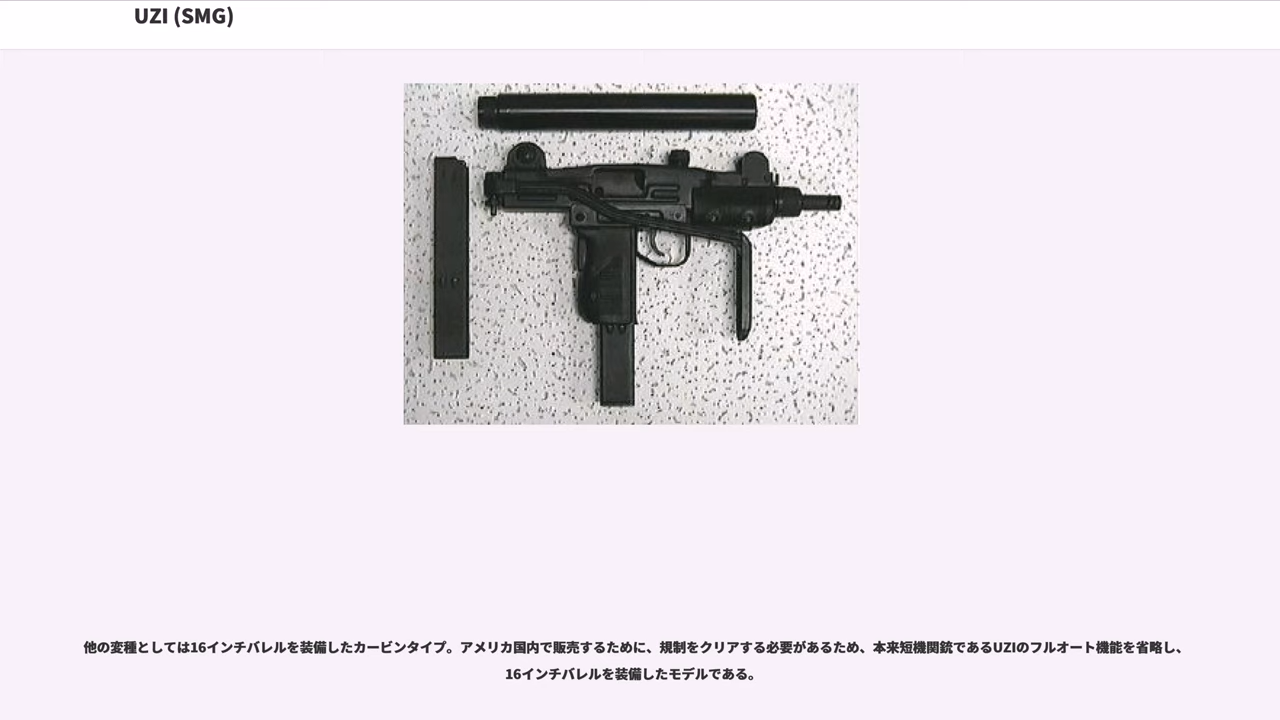 UZI (SMG)
他の変種としては16インチバレルを装備したカービンタイプ。アメリカ国内で販売するために、規制をクリアする必要があるため、本来短機関銃であるUZIのフルオート機能を省略し、
16インチバレルを装備したモデルである。